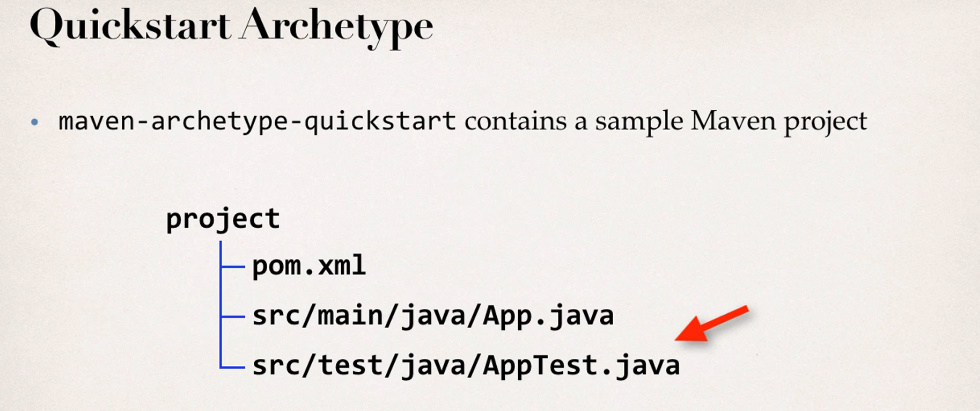 Quickstart Archetype
• maven-archetype-quickstart contains a sample Maven project
project
pom.xml
src/main/java/App.java
src/test/java/AppTest.java